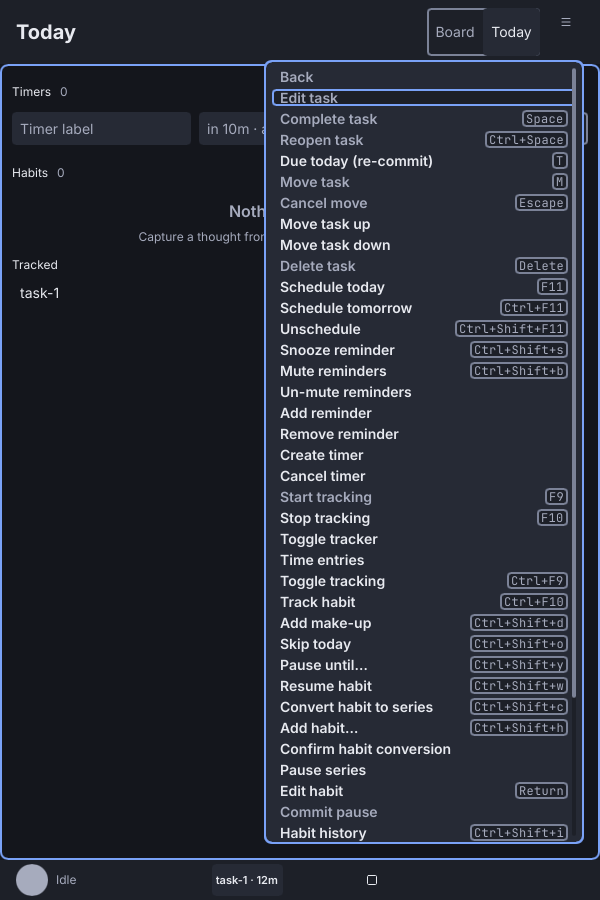 Today
Board
Today
Timers 0
Timer label
in 10m ·
Habits 0
Noth
Capture a thought from
Tracked
task-1
Back
Edit task
Complete task Space
Reopen task Ctrl+Space
Due today (re-commit) T
Move task M
Cancel move Escape
Move task up
Move task down
Delete task Delete
Schedule today F11
Schedule tomorrow Ctrl+F11
Unschedule Ctrl+Shift+F11
Snooze reminder Ctrl+Shift+s
Mute reminders Ctrl+Shift+b
Un-mute reminders
Add reminder
Remove reminder
Create timer
Cancel timer
Start tracking F9
Stop tracking F10
Toggle tracker
Time entries
Toggle tracking Ctrl+F9
Track habit Ctrl+F10
Add make-up Ctrl+Shift+d
Skip today Ctrl+Shift+o
Pause until... Ctrl+Shift+y
Resume habit Ctrl+Shift+w
Convert habit to series Ctrl+Shift+c
Add habit... Ctrl+Shift+h
Confirm habit conversion
Pause series
Edit habit Return
Commit pause
Habit history Ctrl+Shift+i
Idle
task-1 · 12m